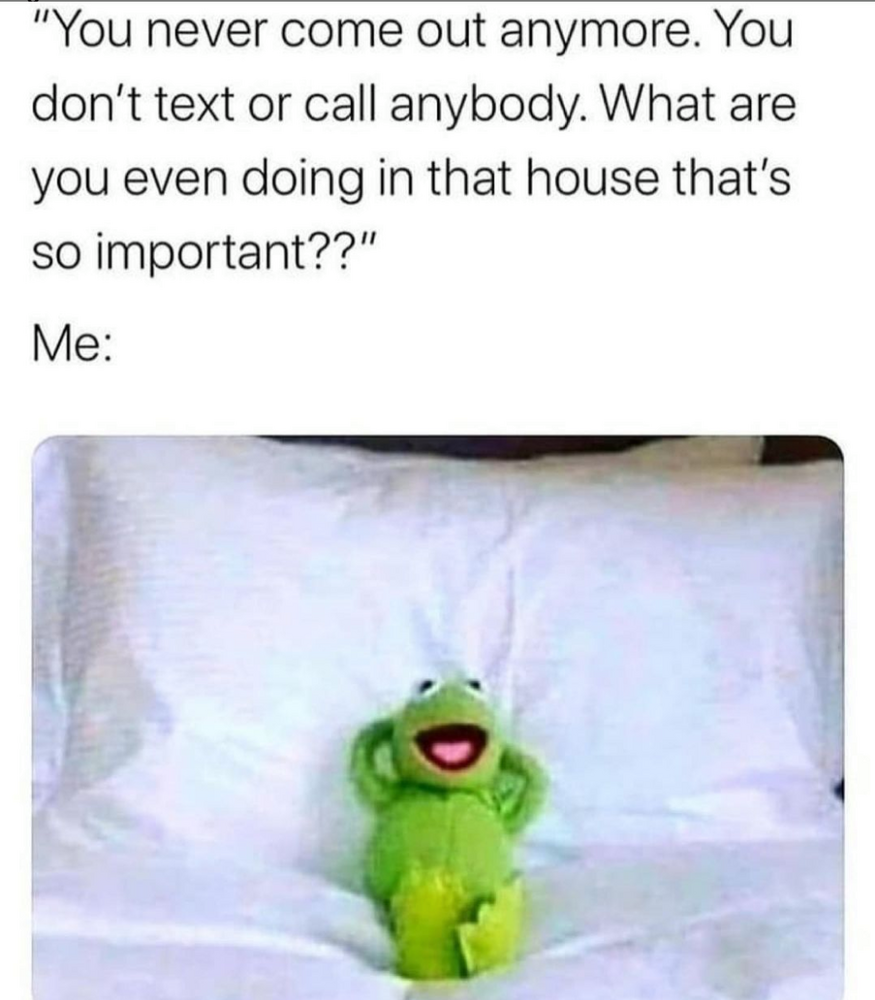 "You never come out anymore. You
don't text or call anybody. What are
you even doing in that house that's
so important??"
Me: